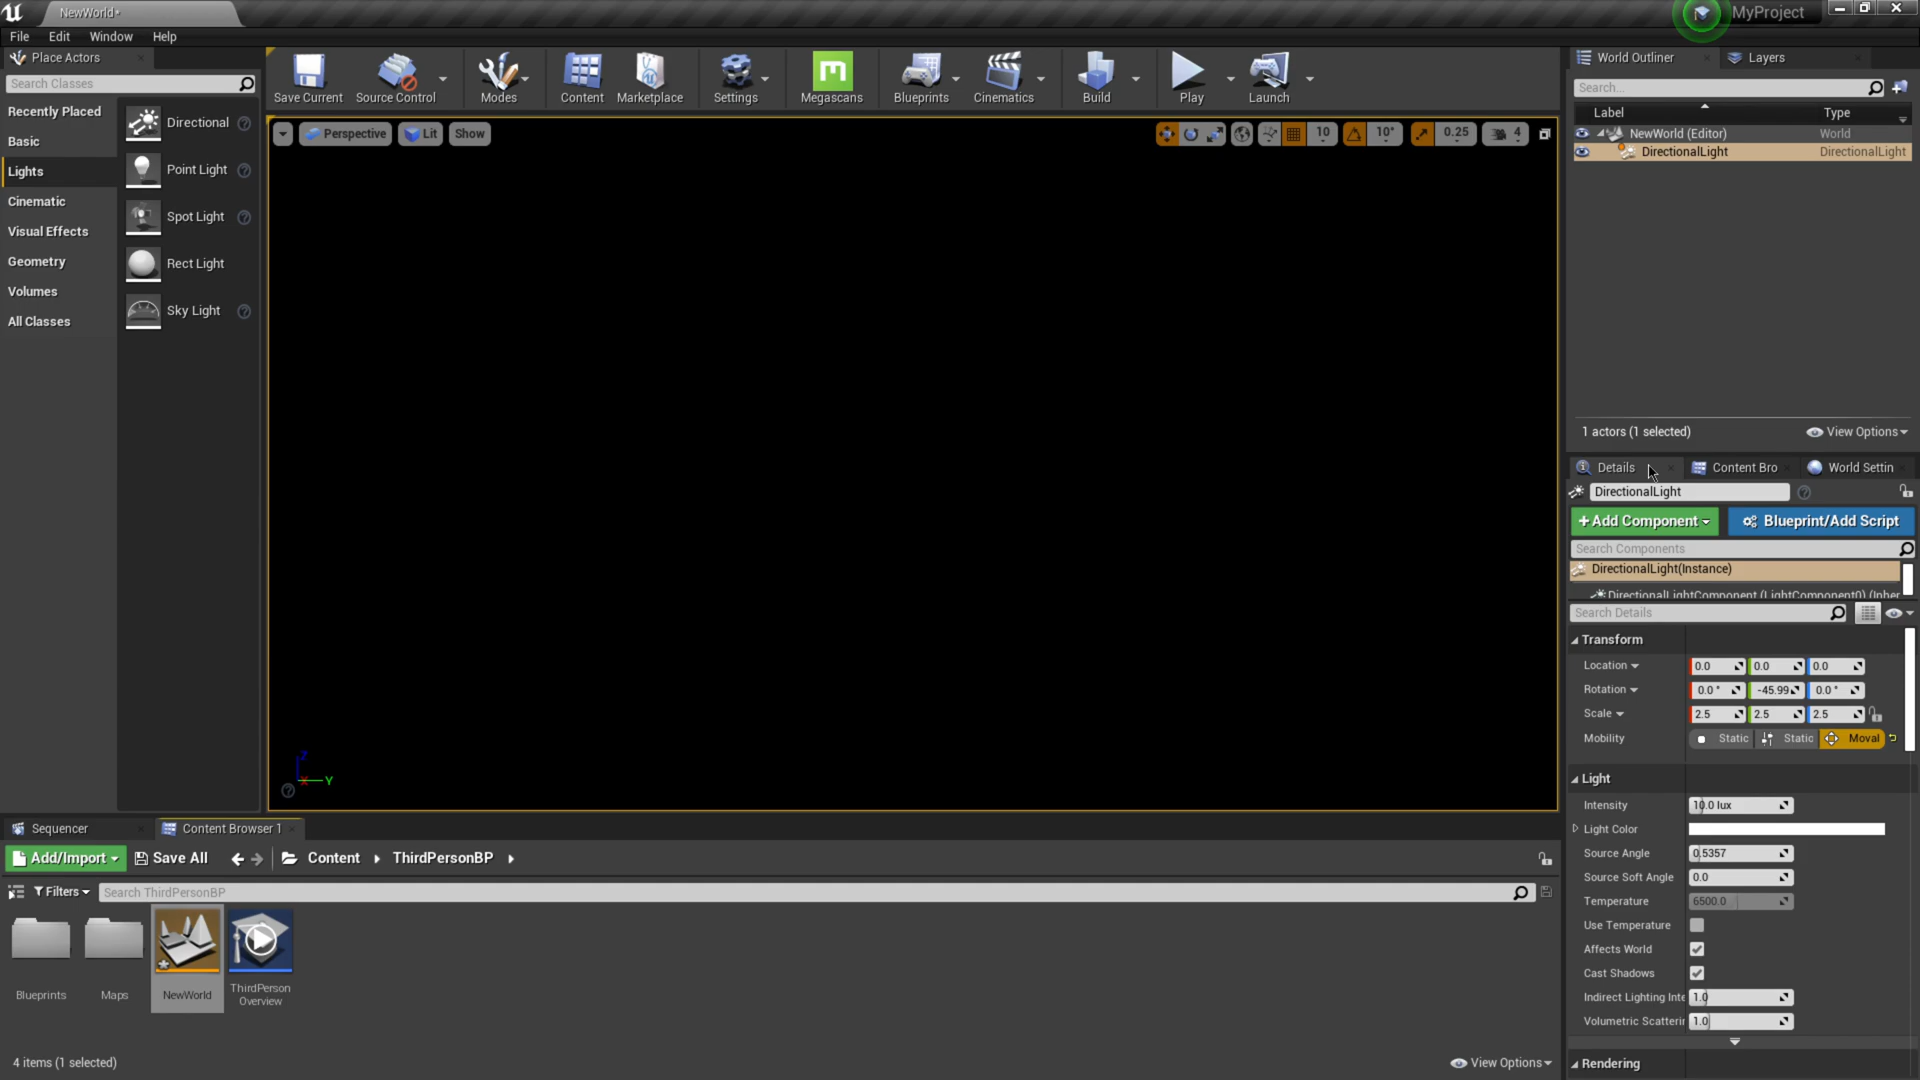 NewWorld*
MyProject
File Edit Window Help
Place Actors
Search Classes
Recently Placed
Basic
Lights
Cinematic
Visual Effects
Geometry
Volumes
All Classes
Directional
Point Light
Spot Light
Rect Light
Sky Light
Save Current Source Control Modes Content Marketplace Settings Megascans Blueprints Cinematics Build Play Launch
Perspective Lit Show
10 10° 0.25 4
Z
X Y
World Outliner Layers
Search...
Label Type
NewWorld (Editor) World
DirectionalLight DirectionalLight
1 actors (1 selected) View Options
Details Content Bro World Settin
DirectionalLight
+Add Component Blueprint/Add Script
Search Components
DirectionalLight(Instance)
DirectionalLightComponent (LightComponent0) (Inher
Search Details
Transform
Location 0.0 0.0 0.0
Rotation 0.0 ° -45.99 0.0 °
Scale 2.5 2.5 2.5
Mobility Static Static Moval
Light
Intensity 10.0 lux
Light Color
Source Angle 0.5357
Source Soft Angle 0.0
Temperature 6500.0
Use Temperature
Affects World
Cast Shadows
Indirect Lighting Inte 1.0
Volumetric Scatterin 1.0
Rendering
Sequencer Content Browser 1
Add/Import Save All Content ThirdPersonBP
Filters Search ThirdPersonBP
Blueprints Maps NewWorld ThirdPerson
Overview
4 items (1 selected) View Options